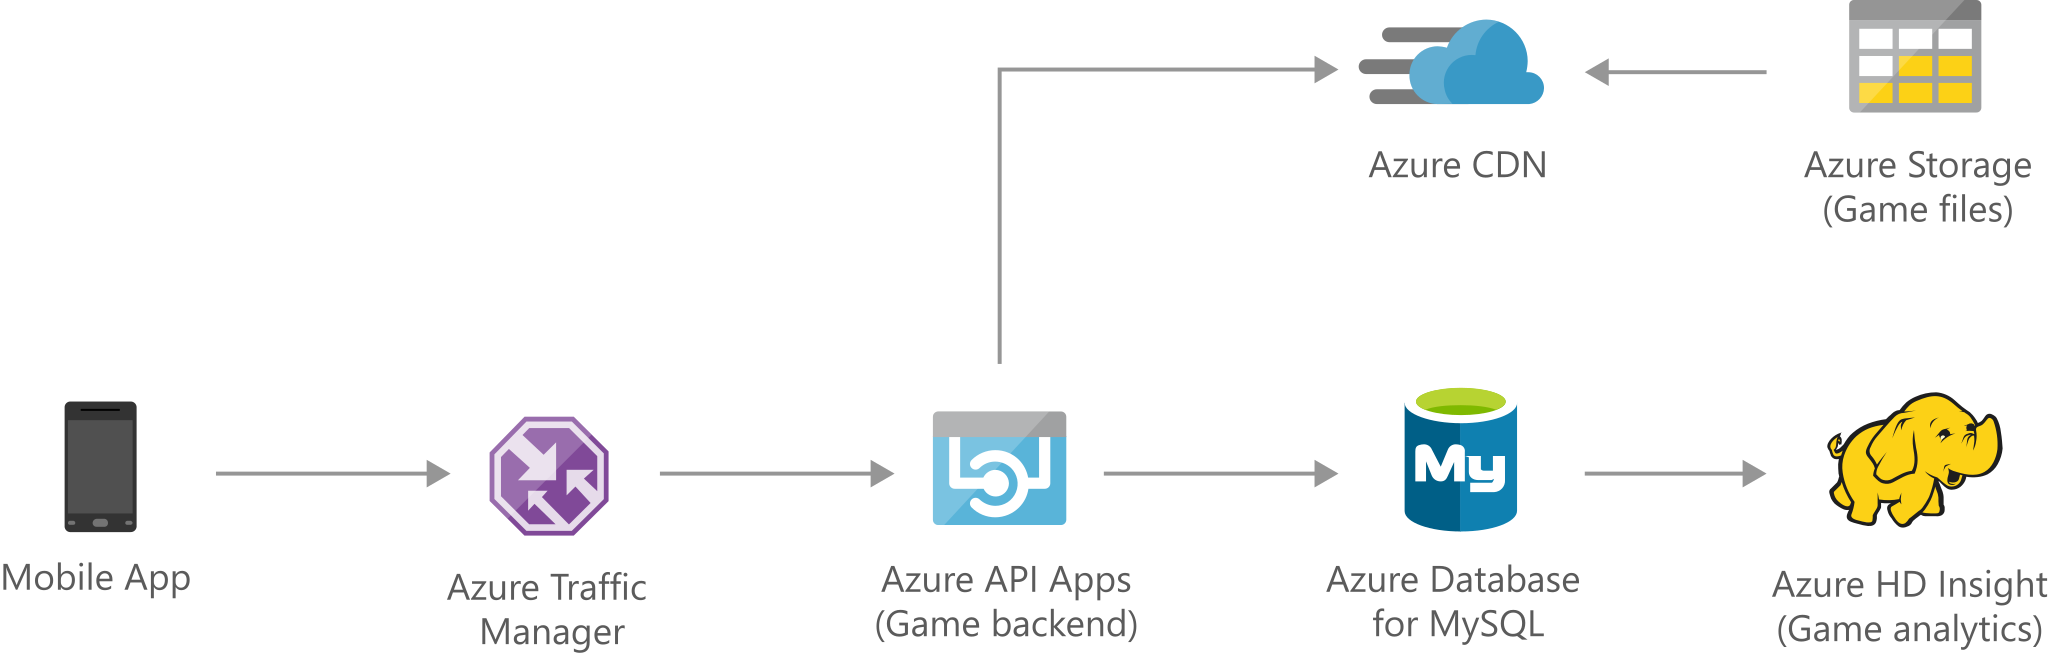 Azure CDN
Azure Storage
(Game files)
My
Mobile App
Azure Traffic
Manager
Azure API Apps
(Game backend)
Azure Database
for MySQL
Azure HD Insight
(Game analytics)